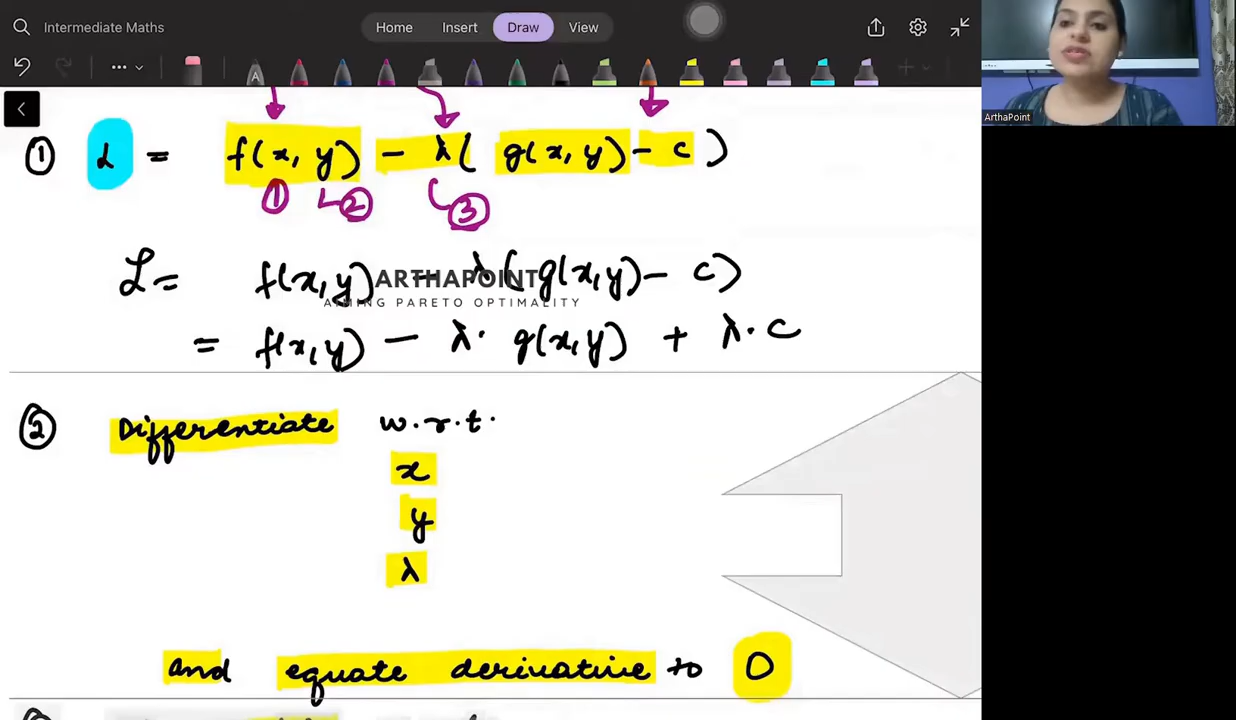 Intermediate Maths
Home Insert Draw View
ArthaPoint
① L = f(x, y) - λ( g(x, y) - c )
① ② ③
L = f(x,y) - λ(g(x,y) - c)
ARTHAPOINT
AIMING PARETO OPTIMALITY
= f(x,y) - λ· g(x,y) + λ·c
② Differentiate w.r.t.
x
y
λ
and equate derivative to 0